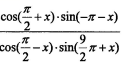 cos(π/2 + x)·sin(−π − x)
cos(π/2 − x)·sin(9/2 π + x)